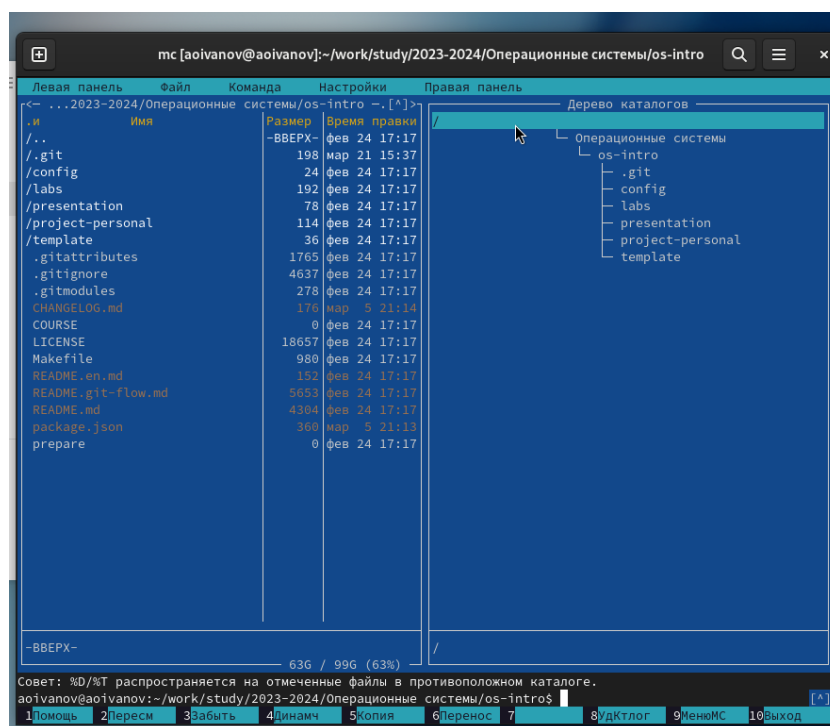 mc [aoivanov@aoivanov]:~/work/study/2023-2024/Операционные системы/os-intro
Левая панель Файл Команда Настройки Правая панель
<— ...2023-2024/Операционные системы/os-intro —.[^]>
.и Имя Размер Время правки
/.. -ВВЕРХ- фев 24 17:17
/.git 198 мар 21 15:37
/config 24 фев 24 17:17
/labs 192 фев 24 17:17
/presentation 78 фев 24 17:17
/project-personal 114 фев 24 17:17
/template 36 фев 24 17:17
.gitattributes 1765 фев 24 17:17
.gitignore 4637 фев 24 17:17
.gitmodules 278 фев 24 17:17
CHANGELOG.md 176 мар 5 21:14
COURSE 0 фев 24 17:17
LICENSE 18657 фев 24 17:17
Makefile 980 фев 24 17:17
README.en.md 152 фев 24 17:17
README.git-flow.md 5653 фев 24 17:17
README.md 4304 фев 24 17:17
package.json 360 мар 5 21:13
prepare 0 фев 24 17:17
-ВВЕРХ-
63G / 99G (63%)
Дерево каталогов
/
Операционные системы
os-intro
.git
config
labs
presentation
project-personal
template
/
Совет: %D/%T распространяется на отмеченные файлы в противоположном каталоге.
aoivanov@aoivanov:~/work/study/2023-2024/Операционные системы/os-intro$ [^]
1Помощь 2Пересм 3Забыть 4Динамч 5Копия 6Перенос 7 8УдКтлог 9МенюMC 10Выход